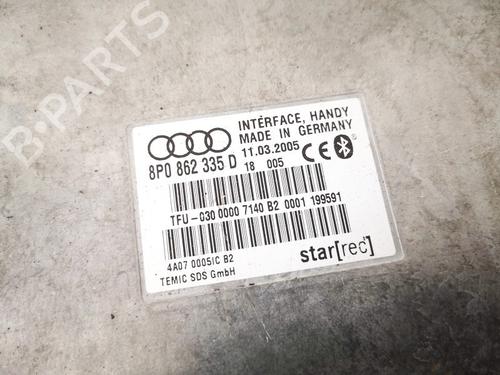 B-PARTS
INTERFACE, HANDY
MADE IN GERMANY
8P0 862 335 D
11.03.2005
18 005
CE
TFU-030 0000 7140 B2 0001 199591
4A07 0005IC B2
TEMIC SDS GmbH
star[rec]